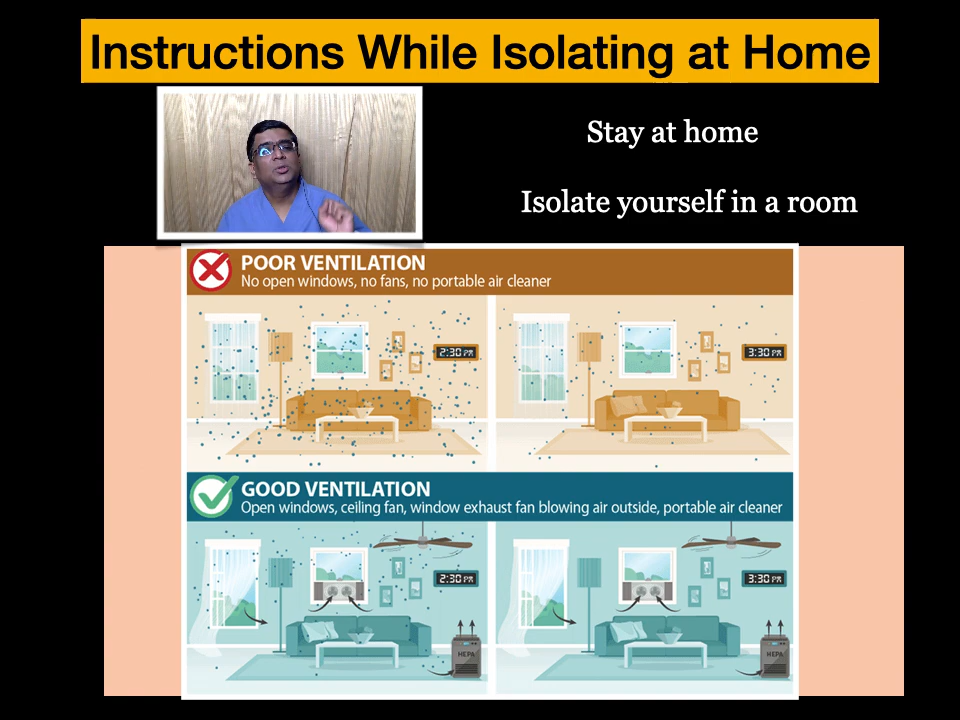 Instructions While Isolating at Home
Stay at home
Isolate yourself in a room
POOR VENTILATION
No open windows, no fans, no portable air cleaner
2:30 PM
3:30 PM
GOOD VENTILATION
Open windows, ceiling fan, window exhaust fan blowing air outside, portable air cleaner
2:30 PM
3:30 PM
HEPA
HEPA